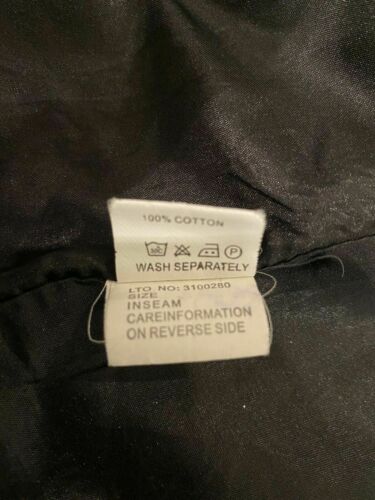 100% COTTON
WASH SEPARATELY
LTO NO: 3100280
SIZE
INSEAM
CAREINFORMATION
ON REVERSE SIDE